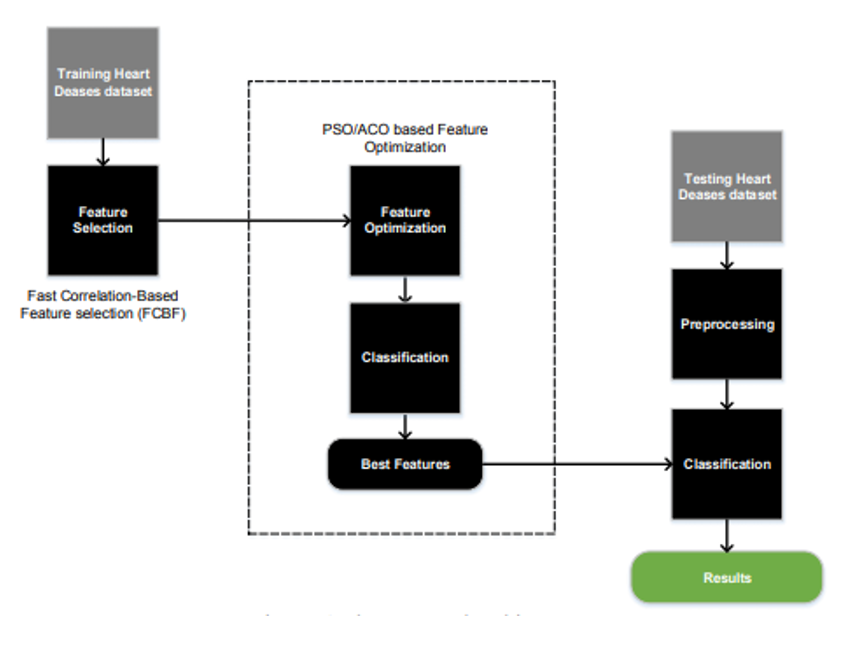 Training Heart
Deases dataset
Feature
Selection
Fast Correlation-Based
Feature selection (FCBF)
PSO/ACO based Feature
Optimization
Feature
Optimization
Classification
Best Features
Testing Heart
Deases dataset
Preprocessing
Classification
Results